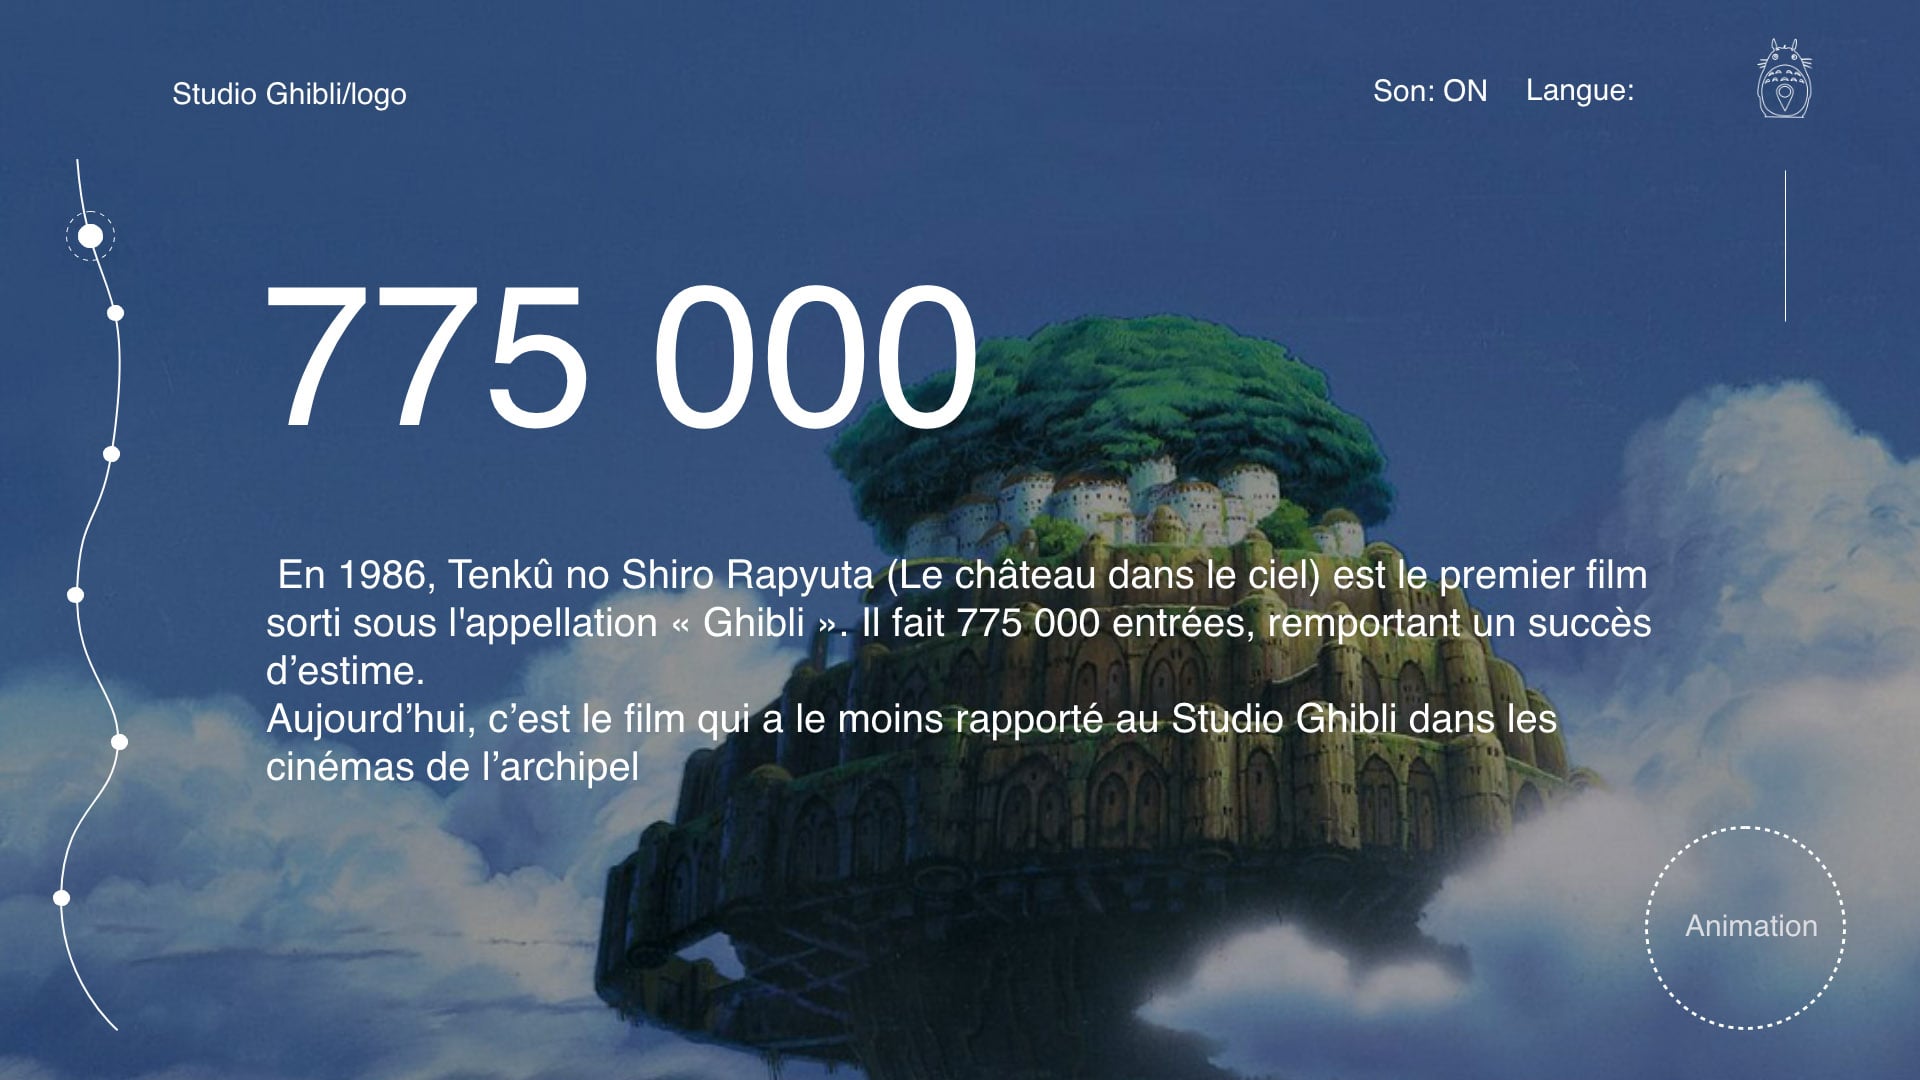 Studio Ghibli/logo
Son: ON
Langue:
775 000
En 1986, Tenkû no Shiro Rapyuta (Le château dans le ciel) est le premier film
sorti sous l'appellation « Ghibli ». Il fait 775 000 entrées, remportant un succès
d’estime.
Aujourd’hui, c’est le film qui a le moins rapporté au Studio Ghibli dans les
cinémas de l’archipel
Animation